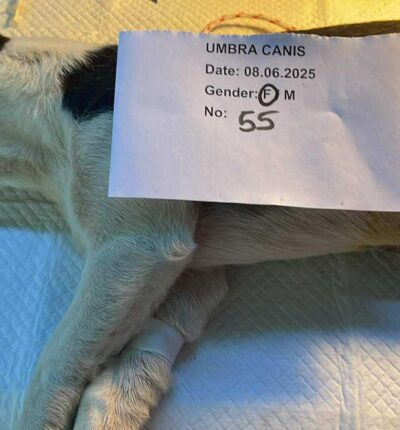 UMBRA CANIS
Date: 08.06.2025
Gender: F M
No: 55